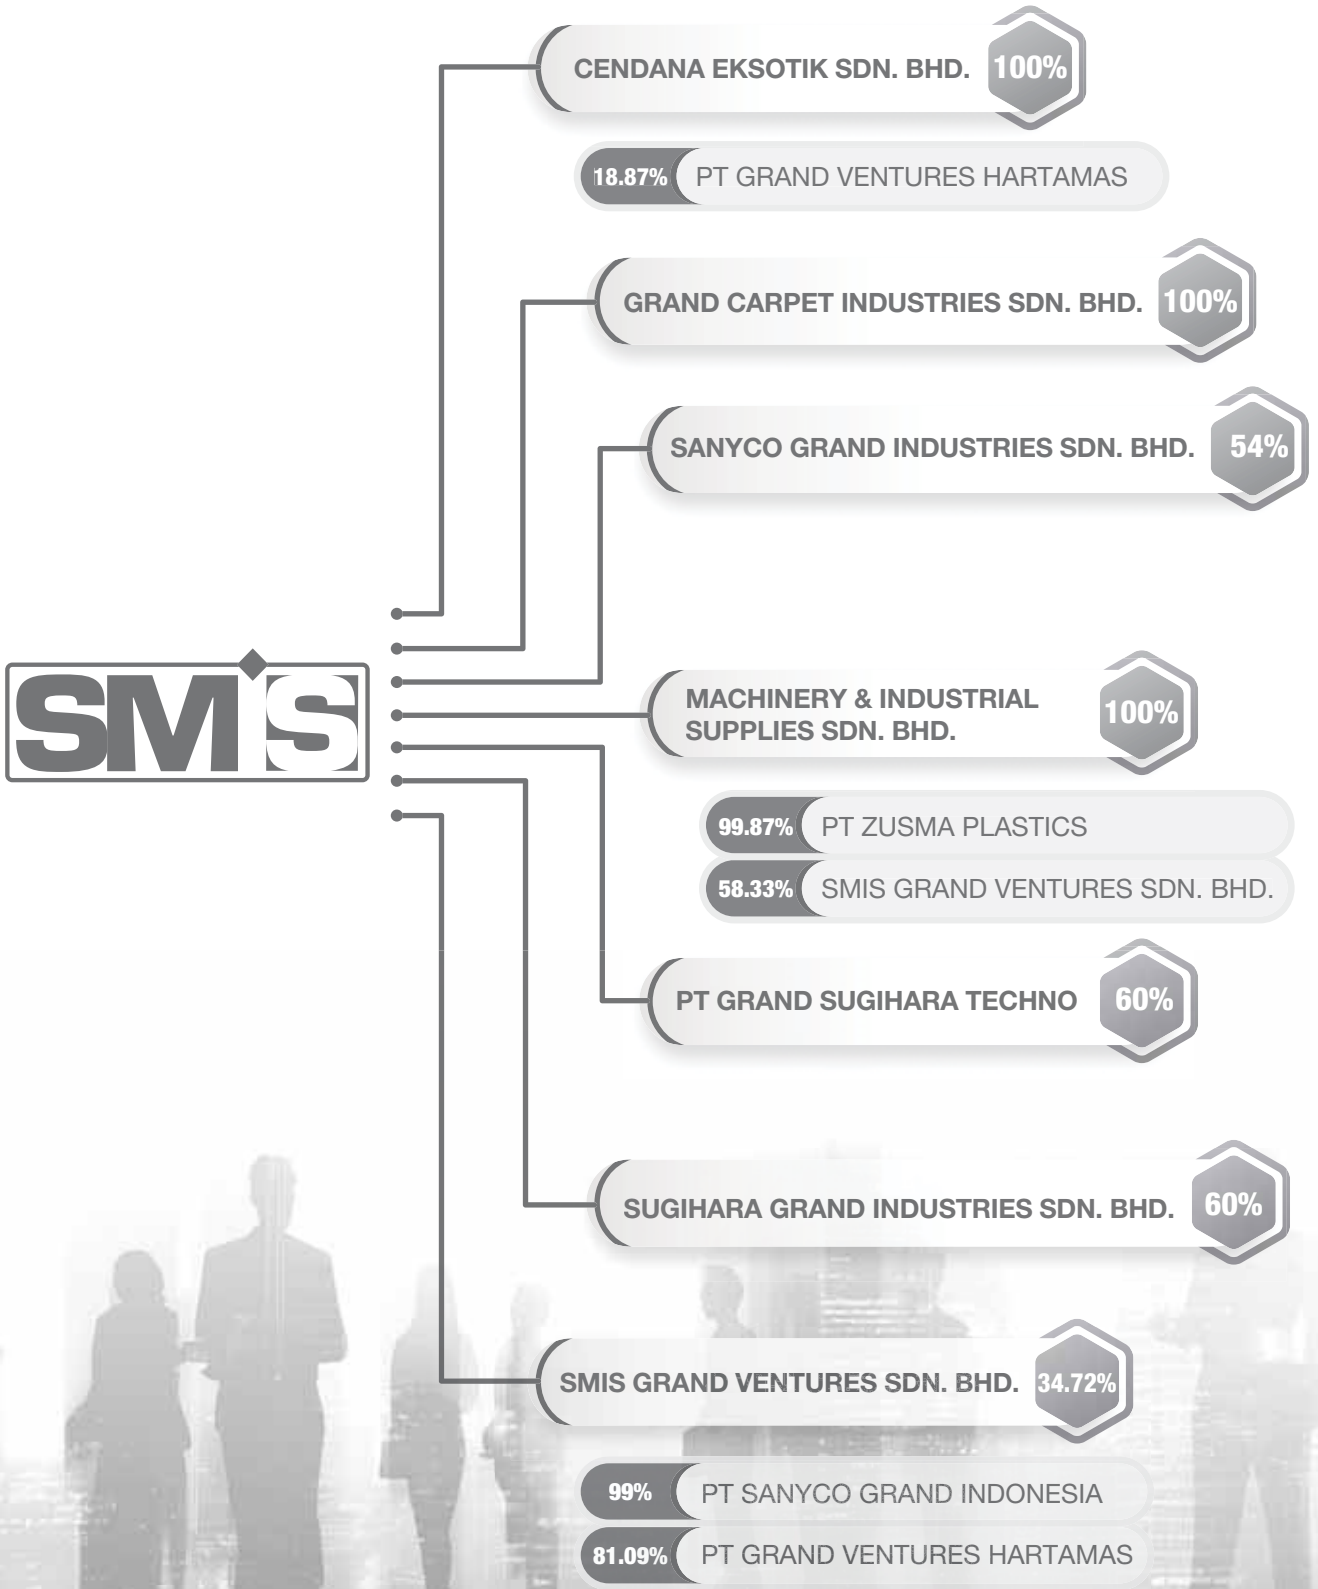 CENDANA EKSOTIK SDN. BHD. 100%
18.87% PT GRAND VENTURES HARTAMAS
GRAND CARPET INDUSTRIES SDN. BHD. 100%
SANYCO GRAND INDUSTRIES SDN. BHD. 54%
SMIS
MACHINERY & INDUSTRIAL
SUPPLIES SDN. BHD.
100%
99.87% PT ZUSMA PLASTICS
58.33% SMIS GRAND VENTURES SDN. BHD.
PT GRAND SUGIHARA TECHNO 60%
SUGIHARA GRAND INDUSTRIES SDN. BHD. 60%
SMIS GRAND VENTURES SDN. BHD. 34.72%
99% PT SANYCO GRAND INDONESIA
81.09% PT GRAND VENTURES HARTAMAS